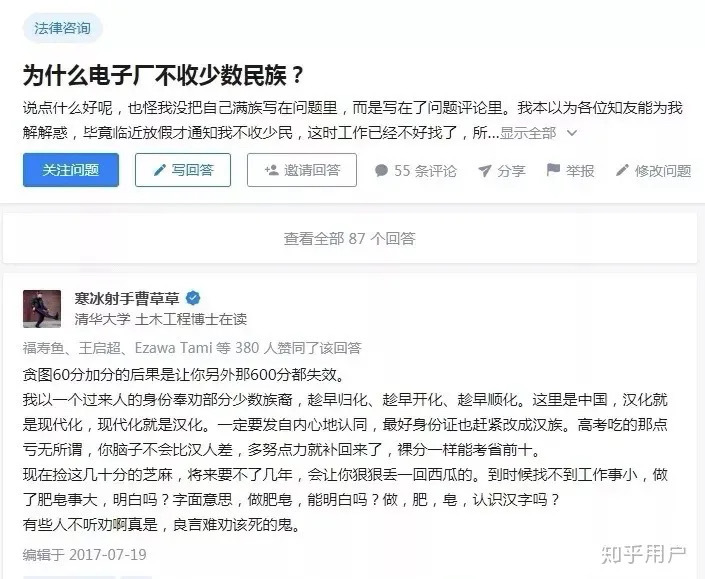 法律咨询
为什么电子厂不收少数民族？
说点什么好呢，也怪我没把自己满族写在问题里，而是写在了问题评论里。我本以为各位知友能为我
解解惑，毕竟临近放假才通知我不收少民，这时工作已经不好找了，所...显示全部
关注问题 写回答 邀请回答 55 条评论 分享 举报 修改问题
查看全部 87 个回答
寒冰射手曹草草
清华大学 土木工程博士在读
福寿鱼、王启超、Ezawa Tami 等 380 人赞同了该回答
贪图60分加分的后果是让你另外那600分都失效。
我以一个过来人的身份奉劝部分少数族裔，趁早归化、趁早开化、趁早顺化。这里是中国，汉化就
是现代化，现代化就是汉化。一定要发自内心地认同，最好身份证也赶紧改成汉族。高考吃的那点
亏无所谓，你脑子不会比汉人差，多努点力就补回来了，裸分一样能考省前十。
现在捡这几十分的芝麻，将来要不了几年，会让你狠狠丢一回西瓜的。到时候找不到工作事小，做
了肥皂事大，明白吗？字面意思，做肥皂，能明白吗？做，肥，皂，认识汉字吗？
有些人不听劝啊真是，良言难劝该死的鬼。
编辑于 2017-07-19
知乎用户